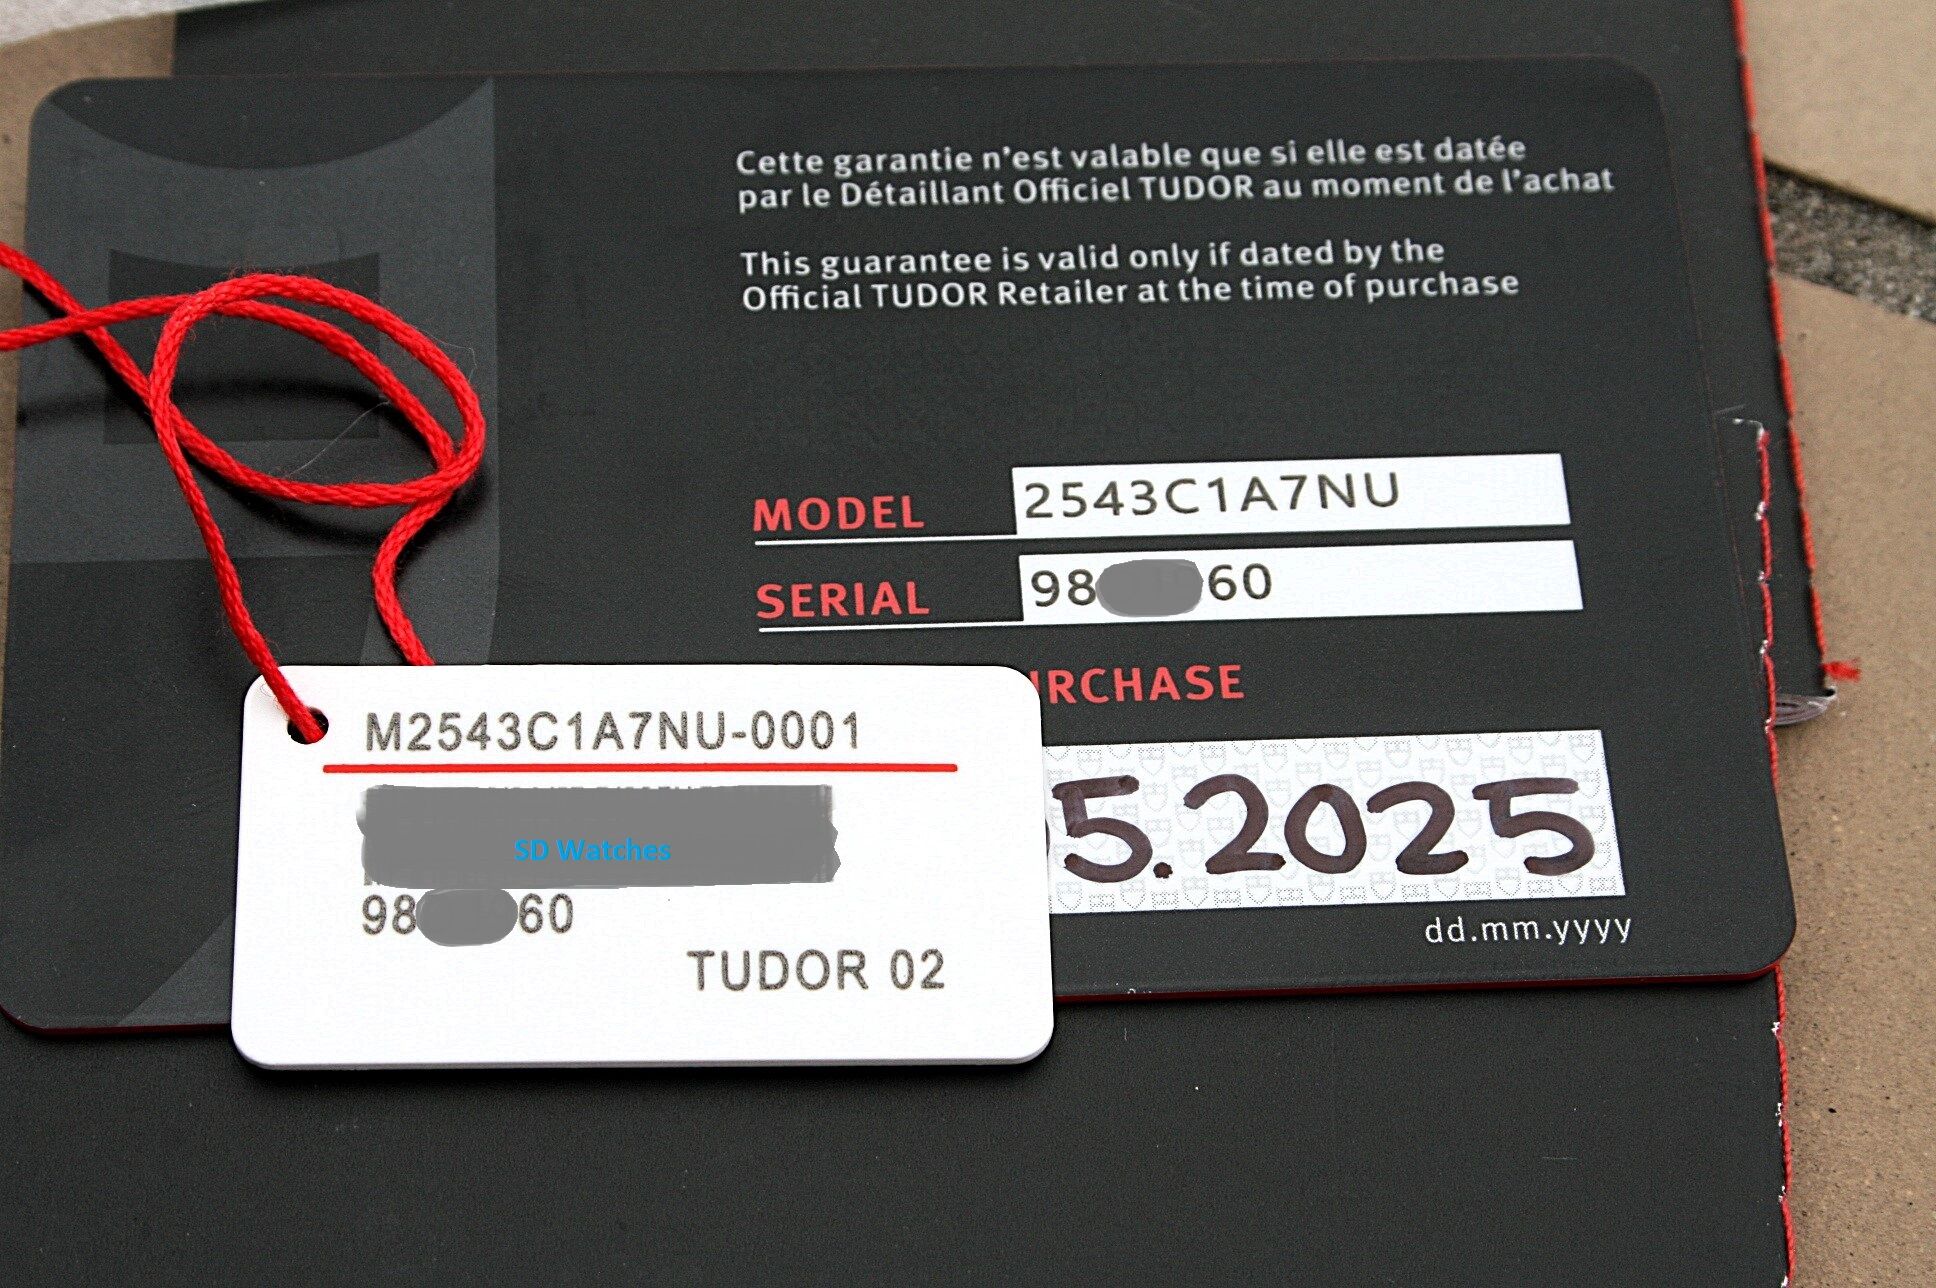 Cette garantie n'est valable que si elle est datée
par le Détaillant Officiel TUDOR au moment de l'achat
This guarantee is valid only if dated by the
Official TUDOR Retailer at the time of purchase
MODEL 2543C1A7NU
SERIAL 98 60
URCHASE
5.2025
dd.mm.yyyy
M2543C1A7NU-0001
SD Watches
98 60
TUDOR 02